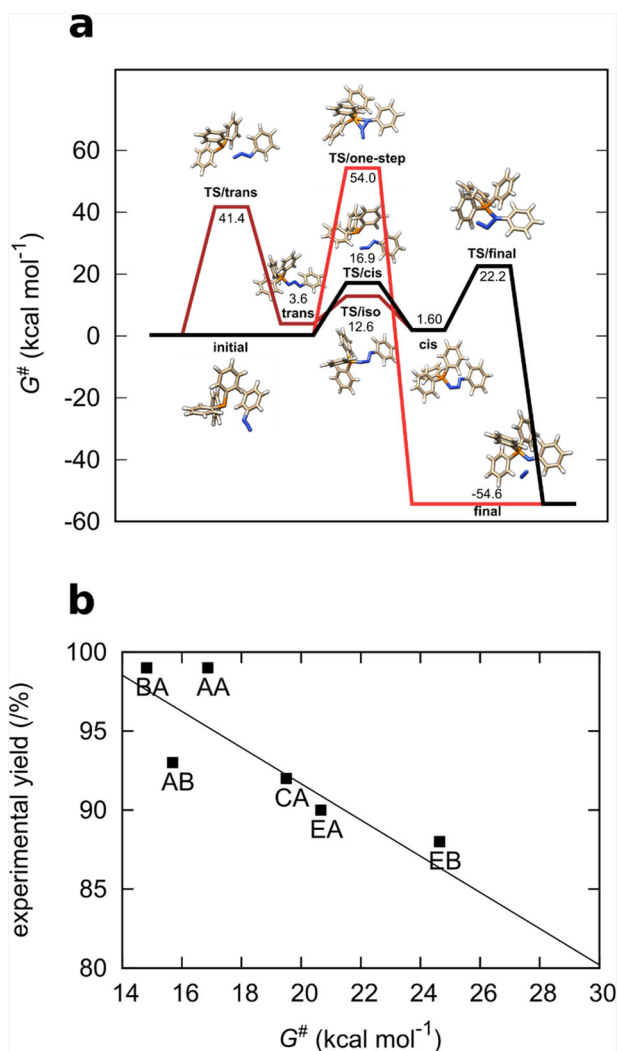 a
G# (kcal mol−1)
60
40
20
0
-20
-40
-60
TS/one-step
54.0
TS/trans
41.4
TS/final
22.2
16.9
TS/cis
3.6
trans
TS/iso
12.6
1.60
cis
initial
-54.6
final
b
experimental yield (/%)
100
95
90
85
80
BA
AA
AB
CA
EA
EB
14 16 18 20 22 24 26 28 30
G# (kcal mol−1)